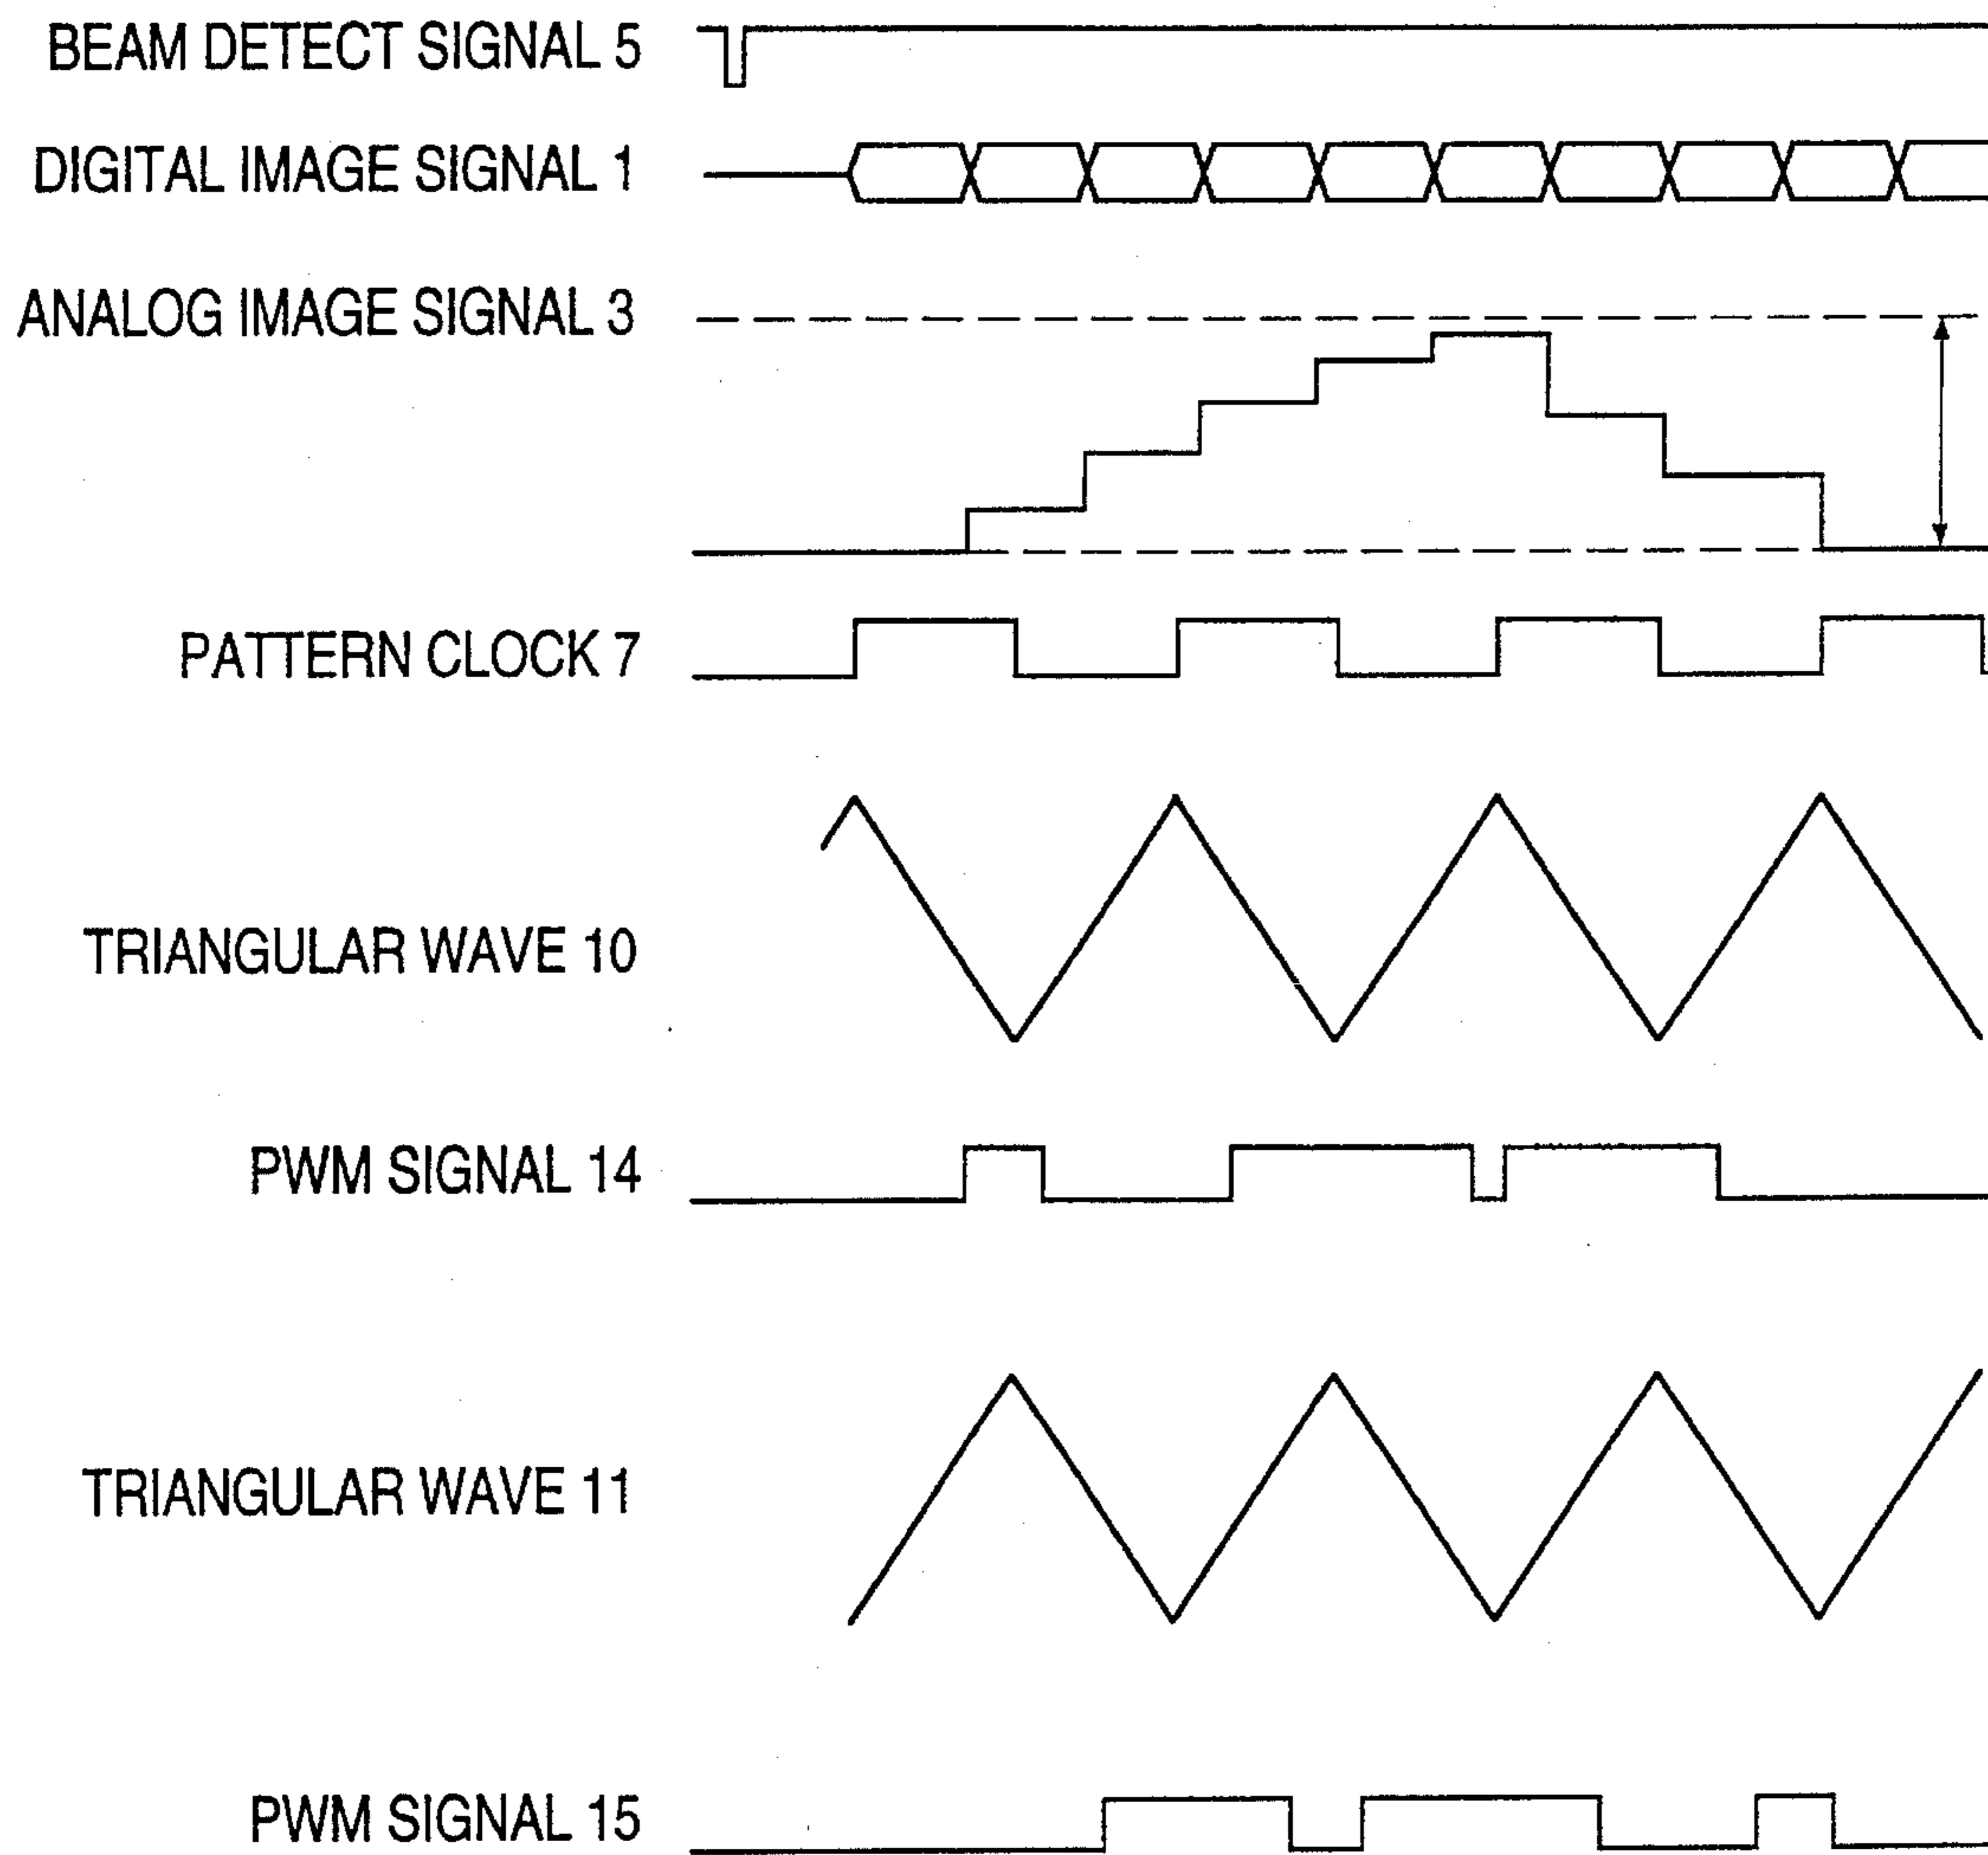 BEAM DETECT SIGNAL 5
DIGITAL IMAGE SIGNAL 1
ANALOG IMAGE SIGNAL 3
PATTERN CLOCK 7
TRIANGULAR WAVE 10
PWM SIGNAL 14
TRIANGULAR WAVE 11
PWM SIGNAL 15